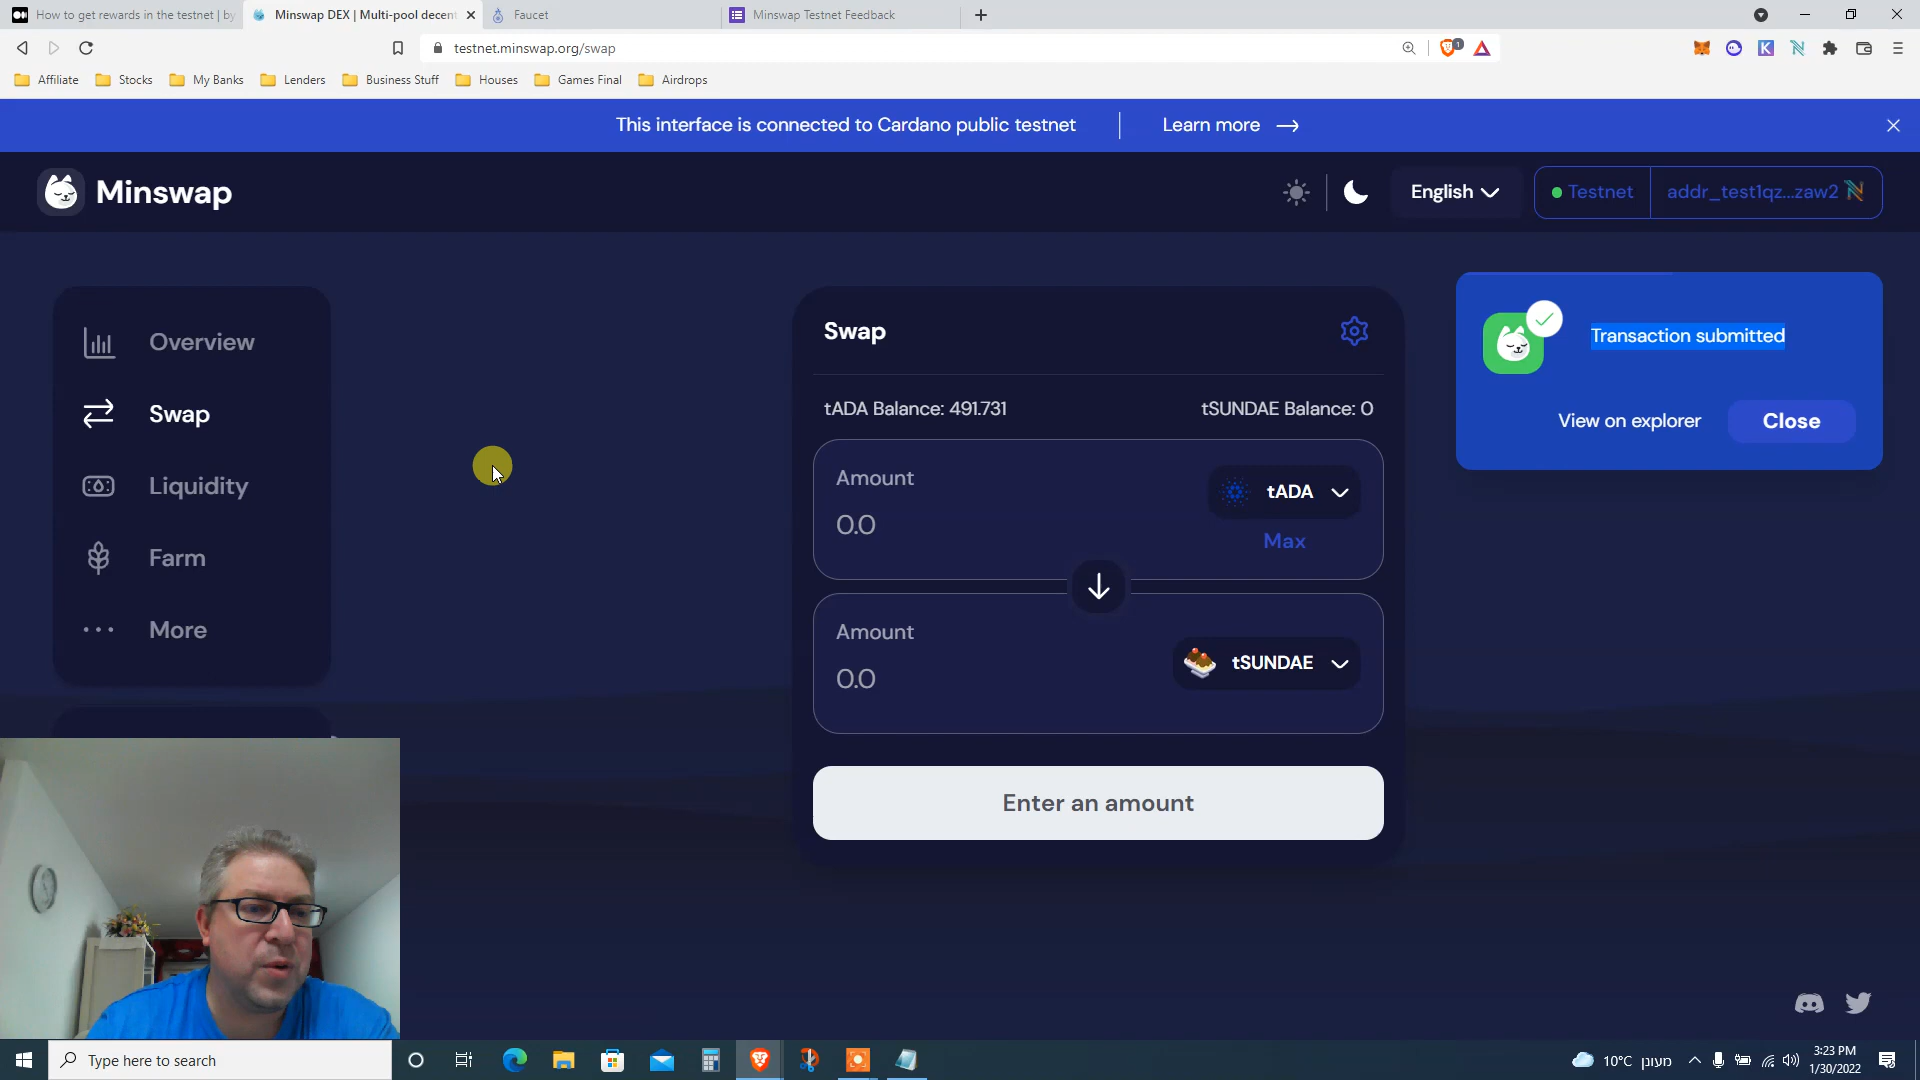 How to get rewards in the testnet | by
Minswap DEX | Multi-pool decent
Faucet
Minswap Testnet Feedback
testnet.minswap.org/swap
1
Affiliate
Stocks
My Banks
Lenders
Business Stuff
Houses
Games Final
Airdrops
This interface is connected to Cardano public testnet
Learn more
Minswap
English
Testnet
addr_test1qz...zaw2
Overview
Swap
Liquidity
Farm
More
Swap
tADA Balance: 491.731
tSUNDAE Balance: 0
Amount
0.0
tADA
Max
Amount
0.0
tSUNDAE
Enter an amount
Transaction submitted
View on explorer
Close
Type here to search
10°C
מעונן
3:23 PM
1/30/2022